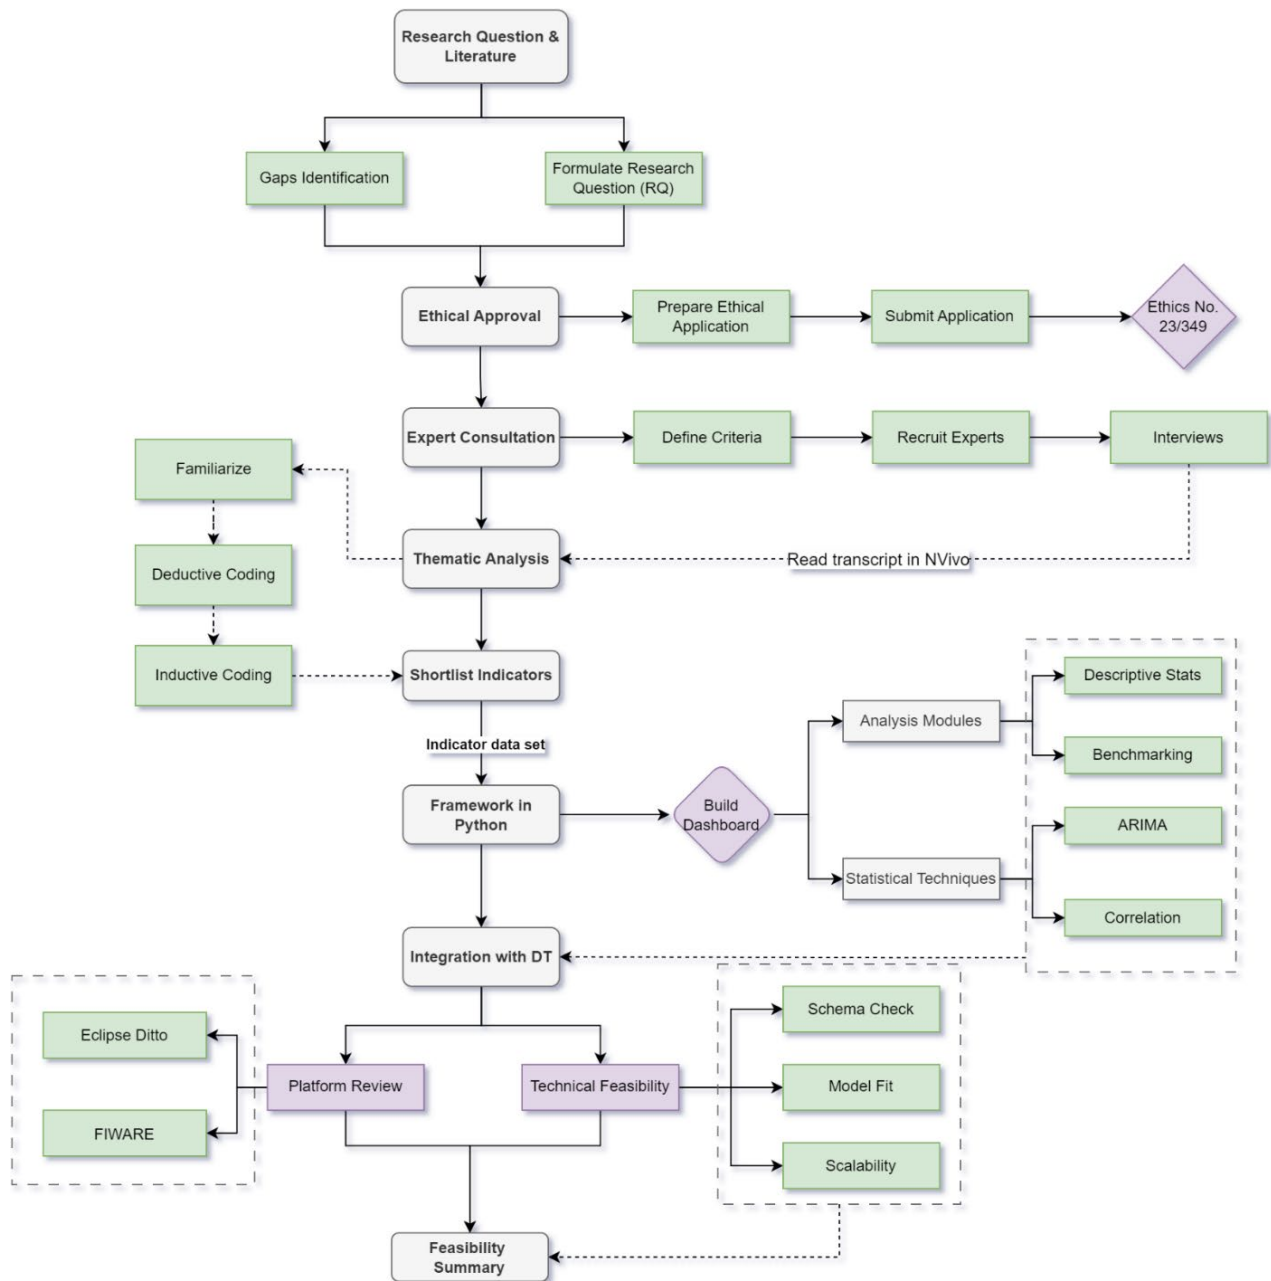 Research Question &
Literature
Gaps Identification
Formulate Research
Question (RQ)
Ethical Approval
Prepare Ethical
Application
Submit Application
Ethics No.
23/349
Expert Consultation
Define Criteria
Recruit Experts
Interviews
Familiarize
Thematic Analysis
Read transcript in NVivo
Deductive Coding
Inductive Coding
Shortlist Indicators
Indicator data set
Framework in
Python
Build
Dashboard
Analysis Modules
Descriptive Stats
Benchmarking
Statistical Techniques
ARIMA
Correlation
Integration with DT
Eclipse Ditto
FIWARE
Platform Review
Technical Feasibility
Schema Check
Model Fit
Scalability
Feasibility
Summary